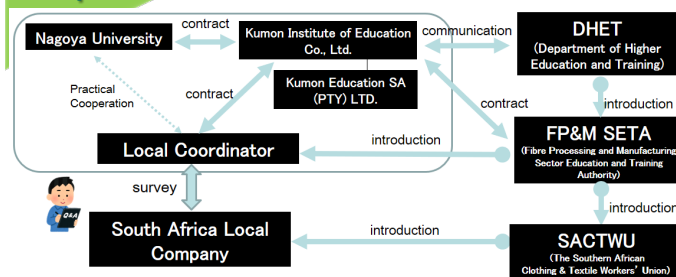 contract
communication
Nagoya University
Kumon Institute of Education
Co., Ltd.
DHET
(Department of Higher
Education and Training)
Kumon Education SA
(PTY) LTD.
Practical
Cooperation
contract
contract
introduction
introduction
Local Coordinator
FP&M SETA
(Fibre Processing and Manufacturing
Sector Education and Training
Authority)
survey
Q&A
introduction
South Africa Local
Company
introduction
SACTWU
(The Southern African
Clothing & Textile Workers' Union)